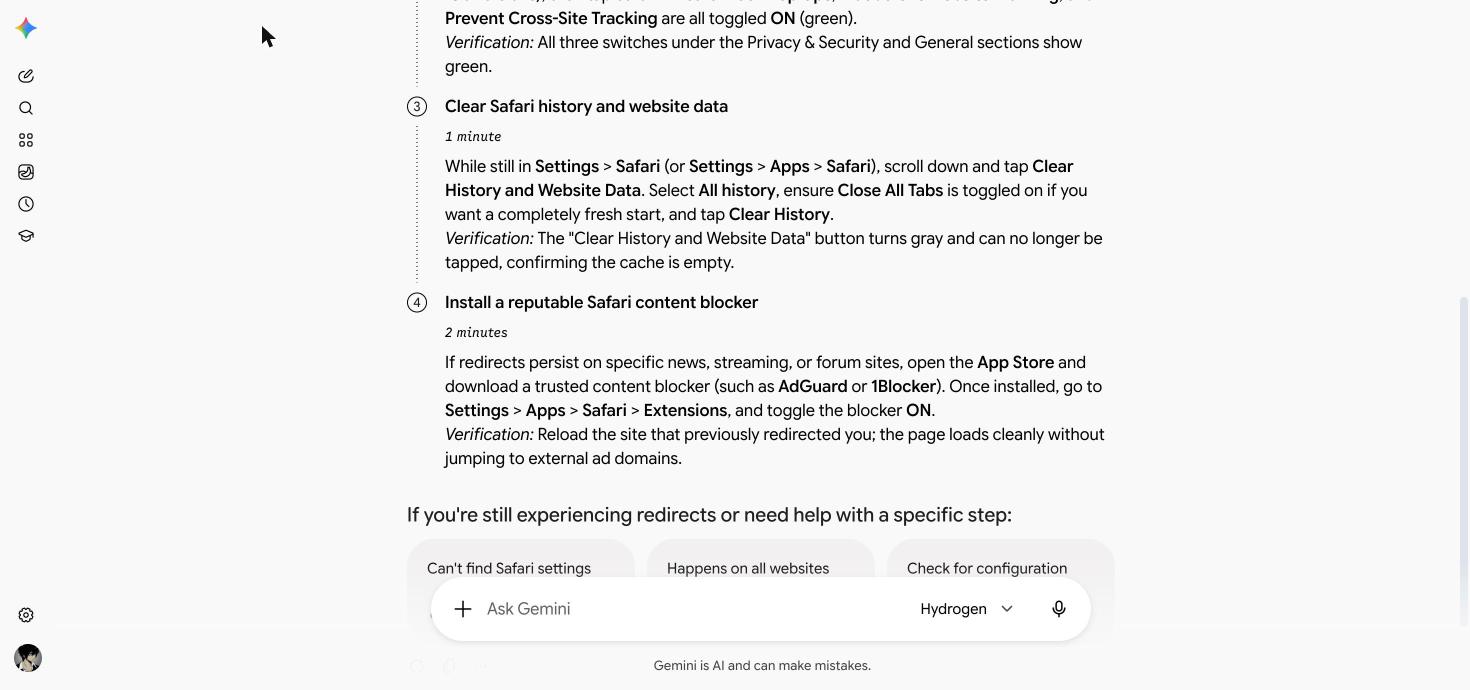 Prevent Cross-Site Tracking are all toggled ON (green).
Verification: All three switches under the Privacy & Security and General sections show
green.
3 Clear Safari history and website data
1 minute
While still in Settings > Safari (or Settings > Apps > Safari), scroll down and tap Clear
History and Website Data. Select All history, ensure Close All Tabs is toggled on if you
want a completely fresh start, and tap Clear History.
Verification: The "Clear History and Website Data" button turns gray and can no longer be
tapped, confirming the cache is empty.
4 Install a reputable Safari content blocker
2 minutes
If redirects persist on specific news, streaming, or forum sites, open the App Store and
download a trusted content blocker (such as AdGuard or 1Blocker). Once installed, go to
Settings > Apps > Safari > Extensions, and toggle the blocker ON.
Verification: Reload the site that previously redirected you; the page loads cleanly without
jumping to external ad domains.
If you're still experiencing redirects or need help with a specific step:
Can't find Safari settings
Happens on all websites
Check for configuration
Ask Gemini
Hydrogen
Gemini is AI and can make mistakes.